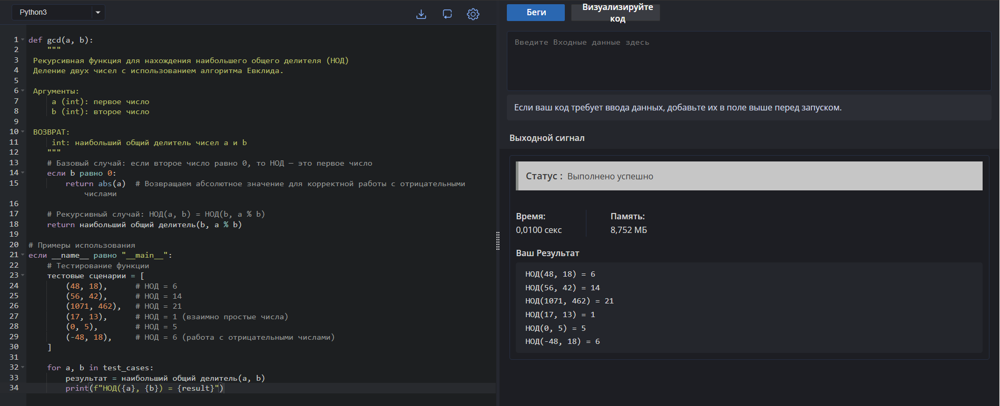 Python3
1 def gcd(a, b):
2 """
3 Рекурсивная функция для нахождения наибольшего общего делителя (НОД)
4 Деление двух чисел с использованием алгоритма Евклида.
5
6 Аргументы:
7 a (int): первое число
8 b (int): второе число
9
10 ВОЗВРАТ:
11 int: наибольший общий делитель чисел a и b
12 """
13 # Базовый случай: если второе число равно 0, то НОД — это первое число
14 если b равно 0:
15 return abs(a)  # Возвращаем абсолютное значение для корректной работы с отрицательными
числами
16
17 # Рекурсивный случай: НОД(a, b) = НОД(b, a % b)
18 return наибольший общий делитель(b, a % b)
19
20 # Примеры использования
21 если __name__ равно "__main__":
22 # Тестирование функции
23 тестовые сценарии = [
24 (48, 18),      # НОД = 6
25 (56, 42),      # НОД = 14
26 (1071, 462),   # НОД = 21
27 (17, 13),      # НОД = 1 (взаимно простые числа)
28 (0, 5),        # НОД = 5
29 (-48, 18),     # НОД = 6 (работа с отрицательными числами)
30 ]
31
32 for a, b in test_cases:
33 результат = наибольший общий делитель(a, b)
34 print(f"НОД({a}, {b}) = {result}")
Беги
Визуализируйте
код
Введите Входные данные здесь
Если ваш код требует ввода данных, добавьте их в поле выше перед запуском.
Выходной сигнал
Статус : Выполнено успешно
Время:
0,0100 секс
Память:
8,752 МБ
Ваш Результат
НОД(48, 18) = 6
НОД(56, 42) = 14
НОД(1071, 462) = 21
НОД(17, 13) = 1
НОД(0, 5) = 5
НОД(-48, 18) = 6